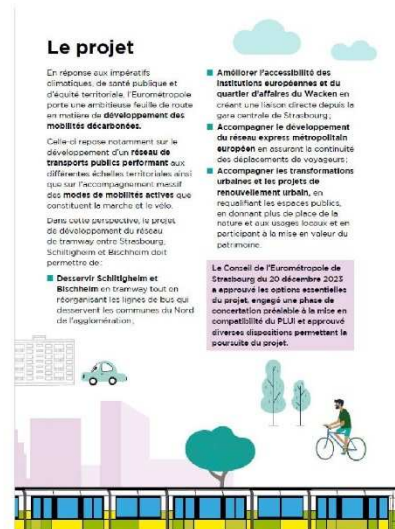 Le projet
En réponse aux impératifs
climatiques, de santé publique et
d'équité territoriale, l'Eurométropole
porte une ambitieuse feuille de route
en matière de développement des
mobilités décarbonées.
Celle-ci repose notamment sur le
développement d'un réseau de
transports publics performant aux
différentes échelles territoriales ainsi
que sur l'accompagnement massif
des modes de mobilités actives que
constituent la marche et le vélo.
Dans cette perspective, le projet
de développement du réseau
de tramway entre Strasbourg,
Schiltigheim et Bischheim doit
permettre de :
Desservir Schiltigheim et
Bischheim en tramway tout en
réorganisant les lignes de bus qui
desservent les communes du Nord
de l'agglomération ;
Améliorer l'accessibilité des
institutions européennes et du
quartier d'affaires du Wacken en
créant une liaison directe depuis la
gare centrale de Strasbourg ;
Accompagner le développement
du réseau express métropolitain
européen en assurant la continuité
des déplacements de voyageurs ;
Accompagner les transformations
urbaines et les projets de
renouvellement urbain, en
requalifiant les espaces publics,
en donnant plus de place de la
nature et aux usages locaux et en
participant à la mise en valeur du
patrimoine.
Le Conseil de l'Eurométropole de
Strasbourg du 20 décembre 2023
a approuvé les options essentielles
du projet, engagé une phase de
concertation préalable à la mise en
compatibilité du PLUi et approuvé
diverses dispositions permettant la
poursuite du projet.